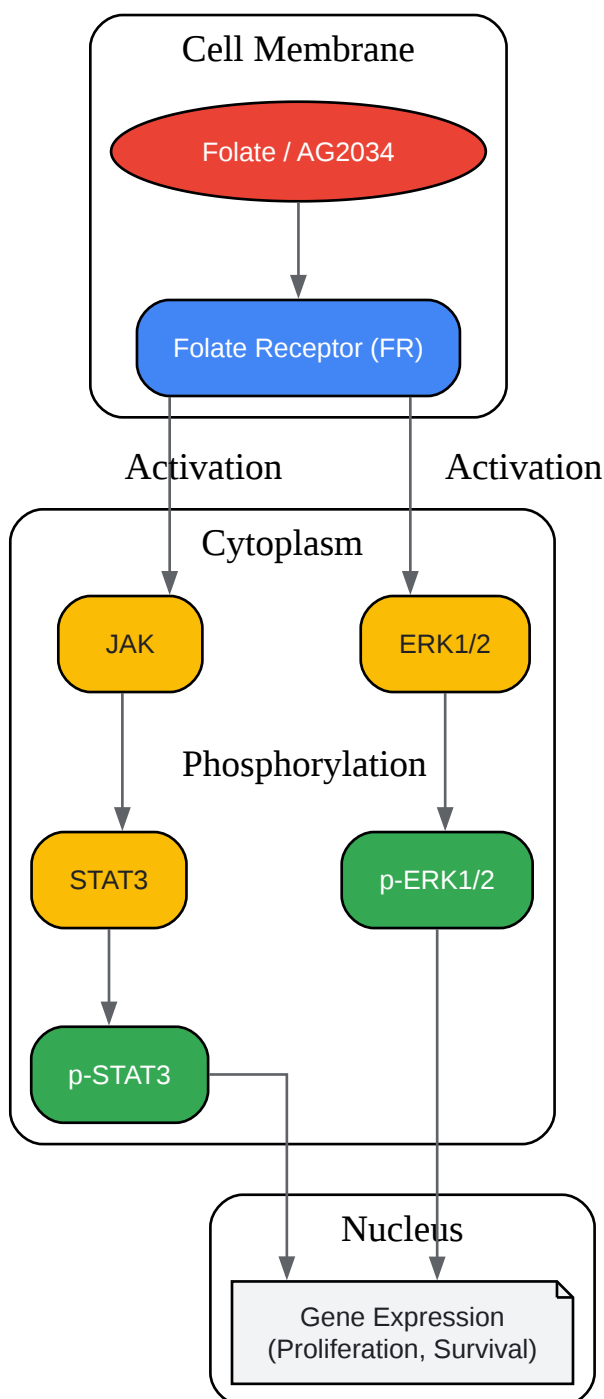 Cell Membrane
Folate / AG2034
Folate Receptor (FR)
Activation
Activation
Cytoplasm
JAK
ERK1/2
Phosphorylation
STAT3
p-ERK1/2
p-STAT3
Nucleus
Gene Expression
(Proliferation, Survival)